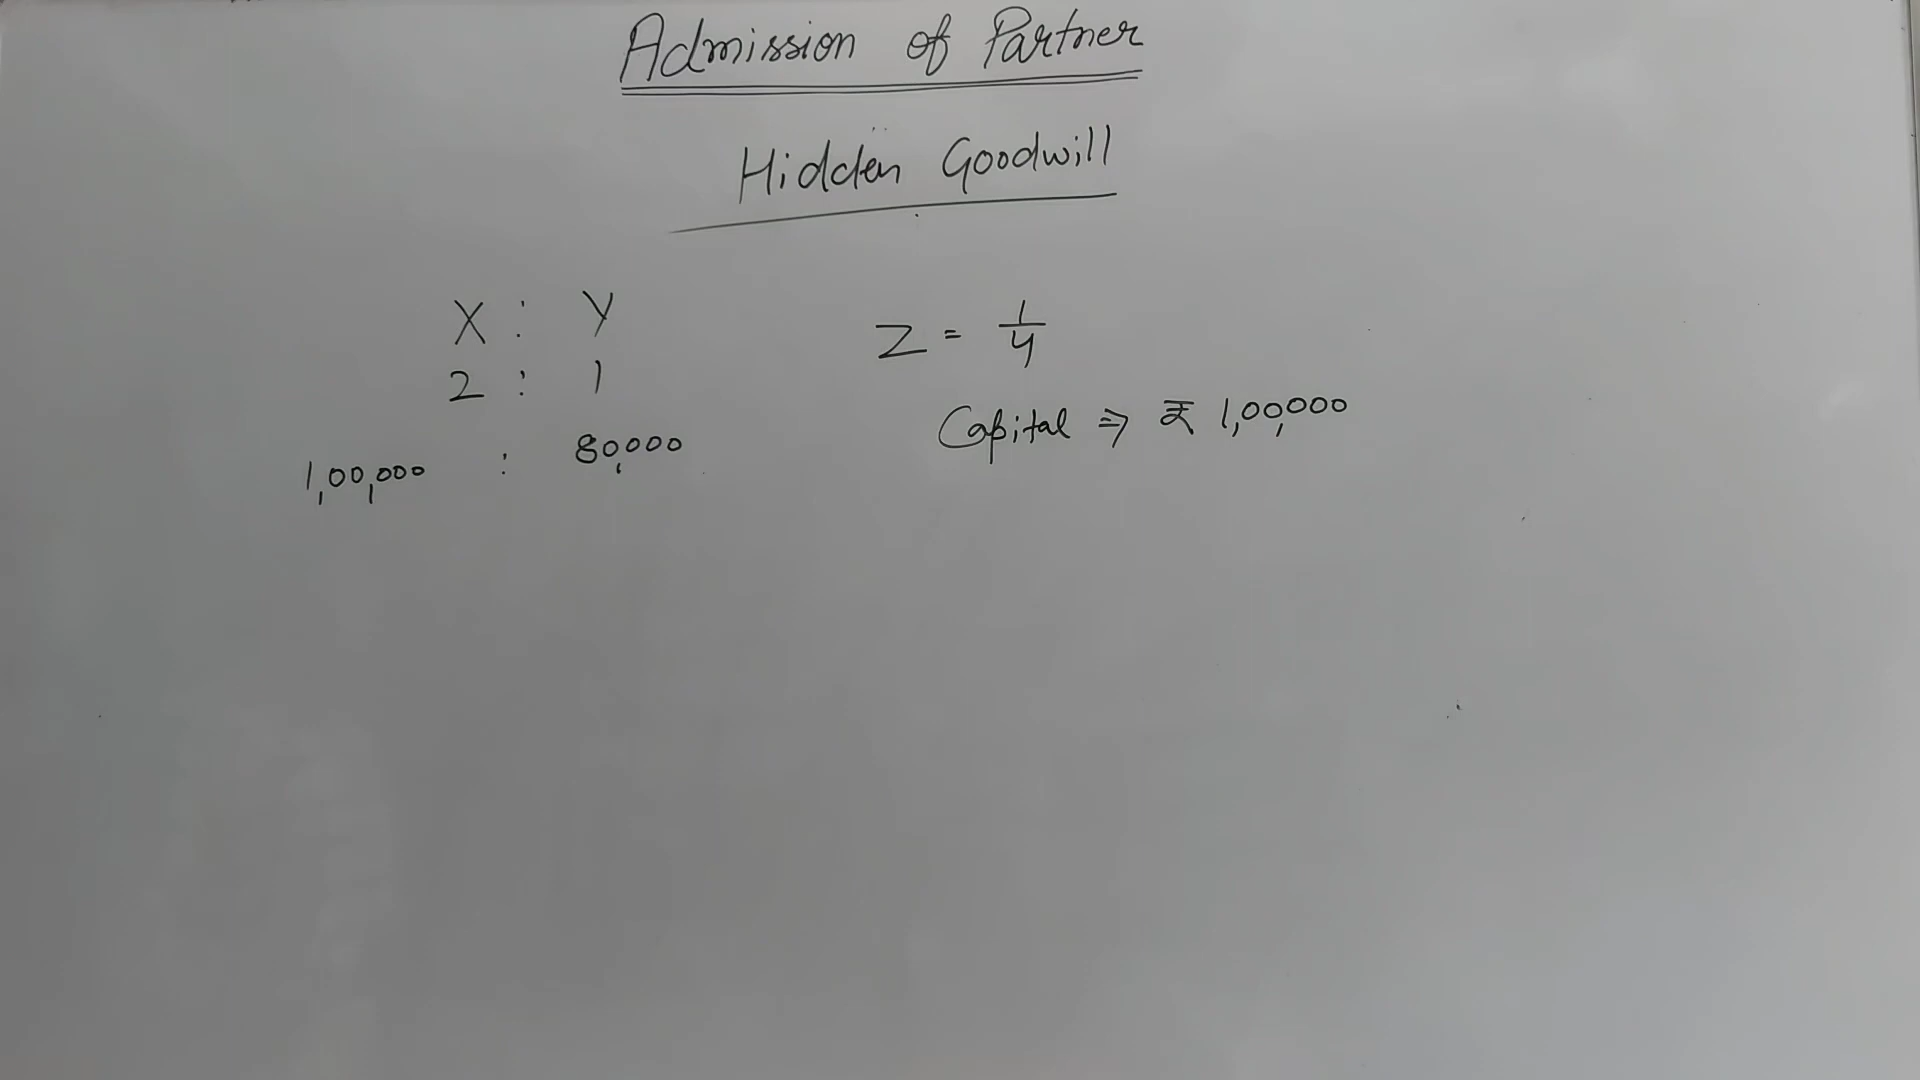 Admission of Partner
Hidden Goodwill
X : Y
2 : 1
1,00,000 : 80,000
Z = 1/4
Capital ⇒ ₹ 1,00,000